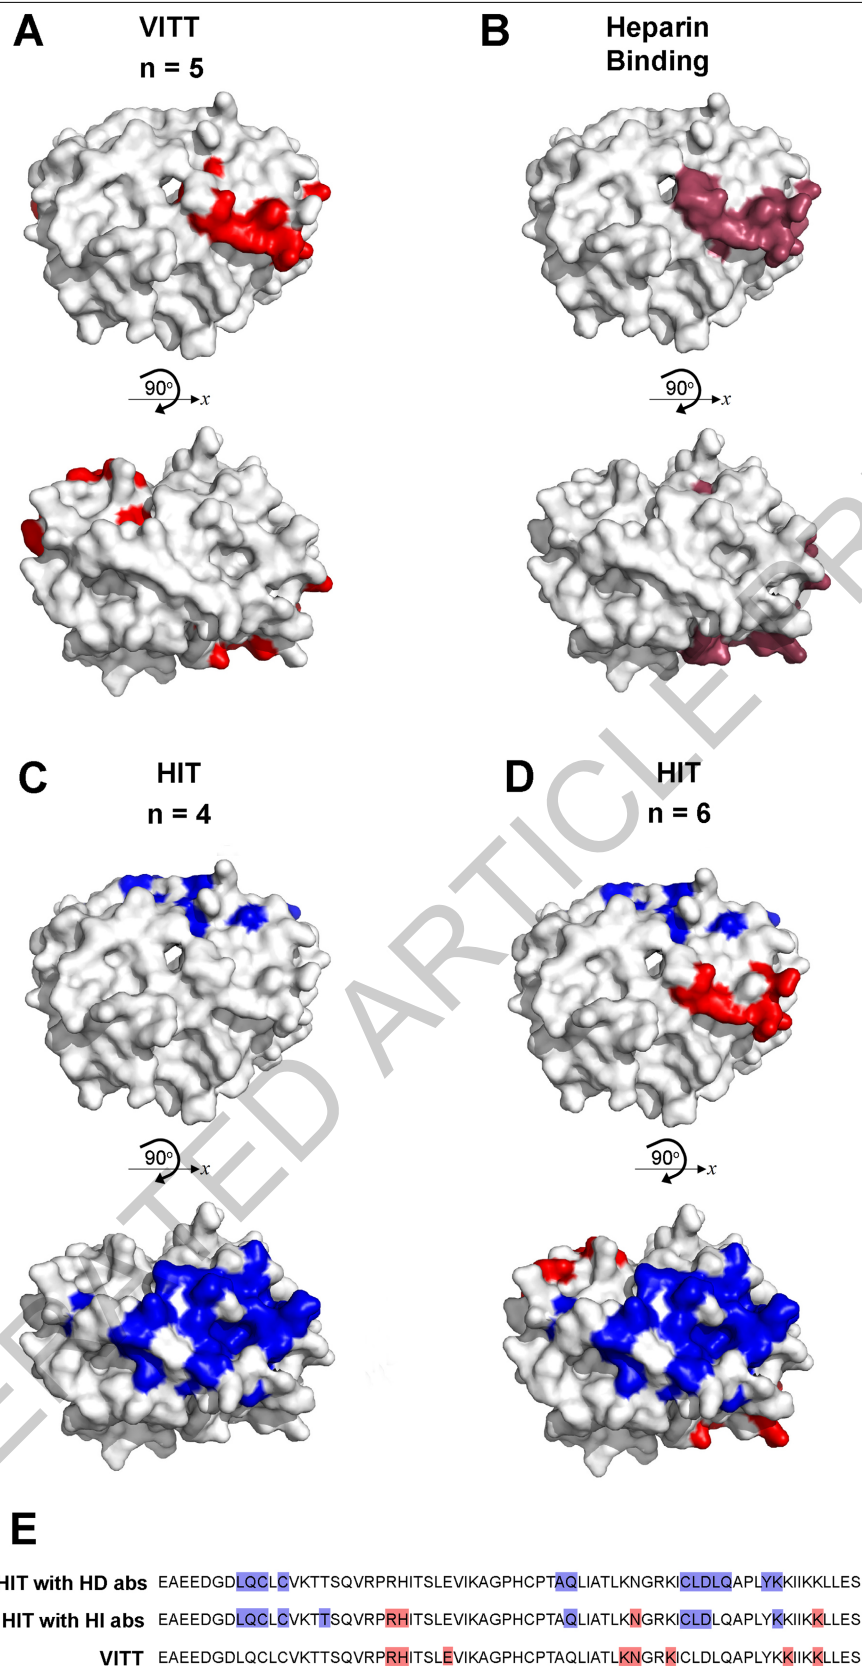 A
VITT
n = 5
B
Heparin
Binding
90°
x
90°
x
C
HIT
n = 4
D
HIT
n = 6
90°
x
90°
x
E
HIT with HD abs EAEEDGDLQCLCVKTTSQVRPRHITSLEVIKAGPHCPTAQLIATLKNGRKICLDLQAPLYKKIIKKLLES
HIT with HI abs EAEEDGDLQCLCVKTTSQVRPRHITSLEVIKAGPHCPTAQLIATLKNGRKICLDLQAPLYKKIIKKLLES
VITT EAEEDGDLQCLCVKTTSQVRPRHITSLEVIKAGPHCPTAQLIATLKNGRKICLDLQAPLYKKIIKKLLES
ARTICLE